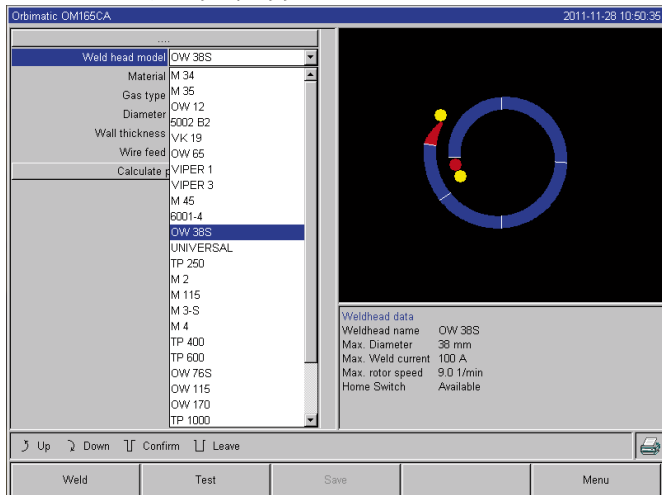 Orbimatic OM165CA 2011-11-28 10:50:35
....
Weld head model OW 38S
Material
Gas type
Diameter
Wall thickness
Wire feed
Calculate p
M 34
M 35
OW 12
5002 B2
VK 19
OW 65
VIPER 1
VIPER 3
M 45
6001-4
OW 38S
UNIVERSAL
TP 250
M 2
M 115
M 3-S
M 4
TP 400
TP 600
OW 76S
OW 115
OW 170
TP 1000
Weldhead data
Weldhead name OW 38S
Max. Diameter 38 mm
Max. Weld current 100 A
Max. rotor speed 9.0 1/min
Home Switch Available
Up Down Confirm Leave
Weld Test Save Menu